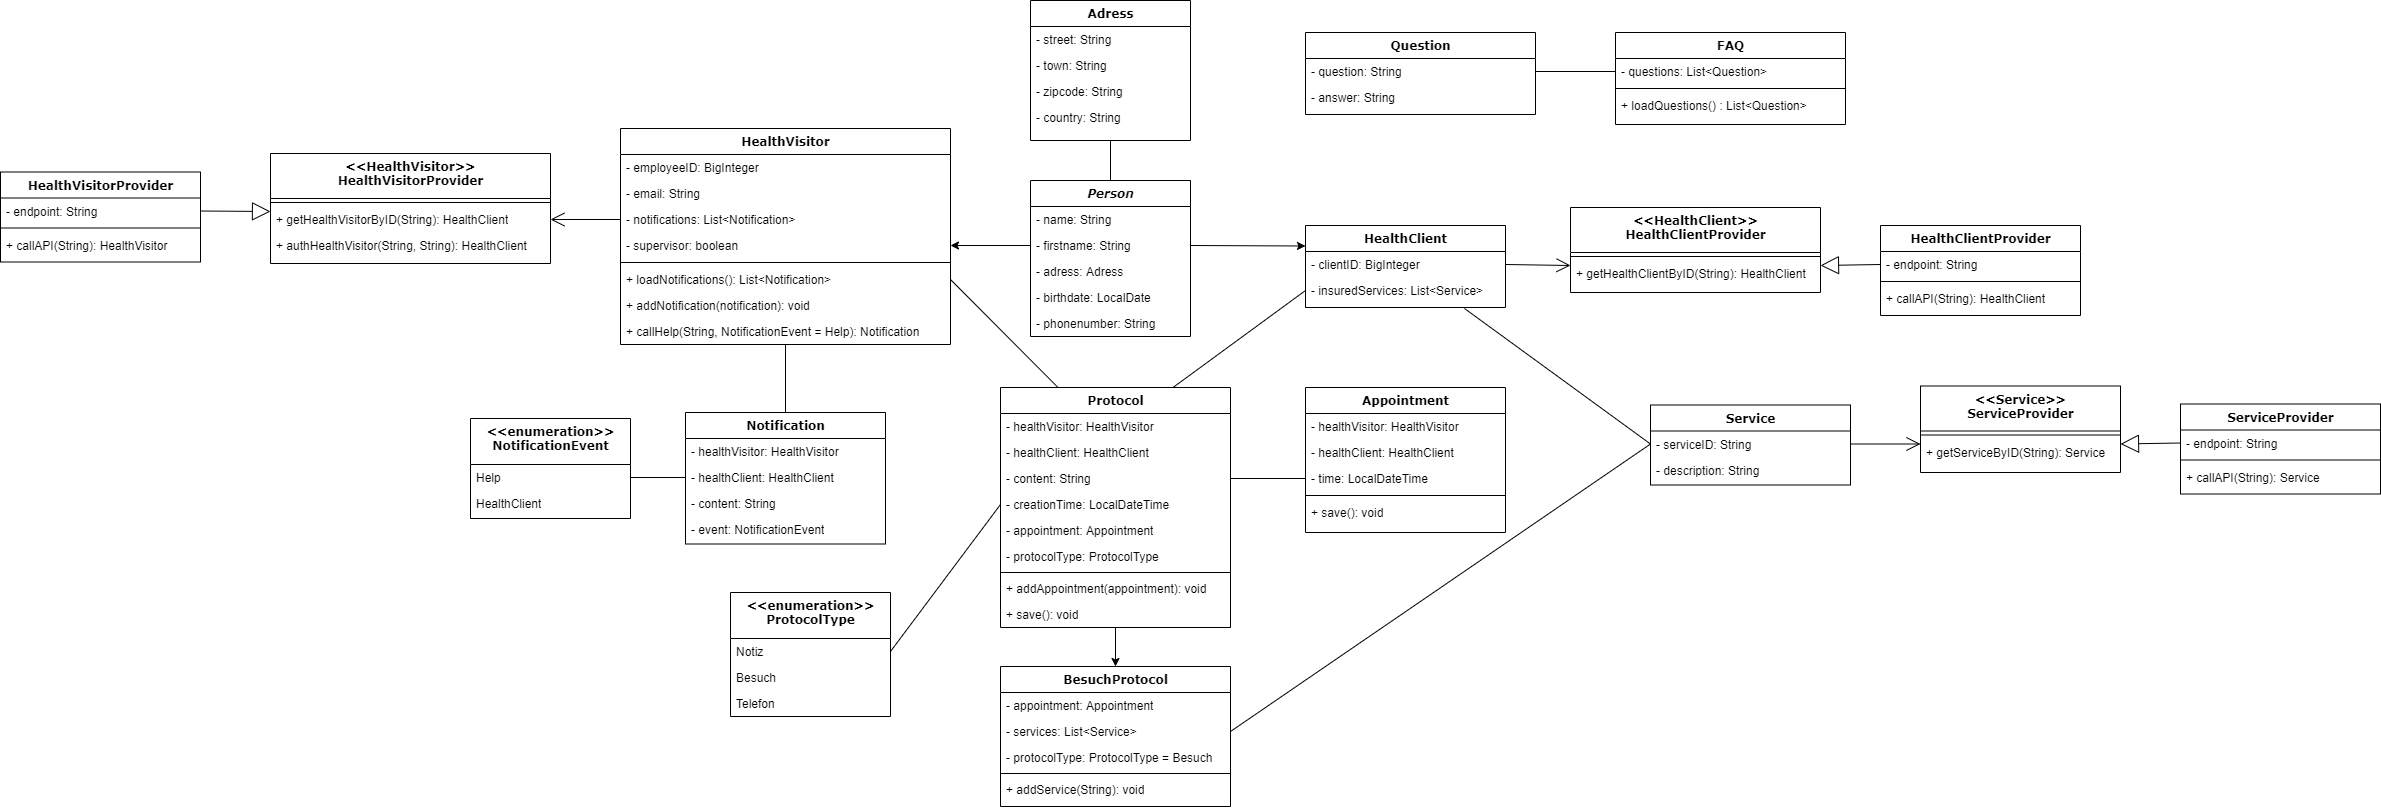 Adress
- street: String
- town: String
- zipcode: String
- country: String
Question
- question: String
- answer: String
FAQ
- questions: List<Question>
+ loadQuestions() : List<Question>
HealthVisitorProvider
- endpoint: String
+ callAPI(String): HealthVisitor
<<HealthVisitor>>
HealthVisitorProvider
+ getHealthVisitorByID(String): HealthClient
+ authHealthVisitor(String, String): HealthClient
HealthVisitor
- employeeID: BigInteger
- email: String
- notifications: List<Notification>
- supervisor: boolean
+ loadNotifications(): List<Notification>
+ addNotification(notification): void
+ callHelp(String, NotificationEvent = Help): Notification
Person
- name: String
- firstname: String
- adress: Adress
- birthdate: LocalDate
- phonenumber: String
HealthClient
- clientID: BigInteger
- insuredServices: List<Service>
<<HealthClient>>
HealthClientProvider
+ getHealthClientByID(String): HealthClient
HealthClientProvider
- endpoint: String
+ callAPI(String): HealthClient
<<enumeration>>
NotificationEvent
Help
HealthClient
Notification
- healthVisitor: HealthVisitor
- healthClient: HealthClient
- content: String
- event: NotificationEvent
Protocol
- healthVisitor: HealthVisitor
- healthClient: HealthClient
- content: String
- creationTime: LocalDateTime
- appointment: Appointment
- protocolType: ProtocolType
+ addAppointment(appointment): void
+ save(): void
Appointment
- healthVisitor: HealthVisitor
- healthClient: HealthClient
- time: LocalDateTime
+ save(): void
Service
- serviceID: String
- description: String
<<Service>>
ServiceProvider
+ getServiceByID(String): Service
ServiceProvider
- endpoint: String
+ callAPI(String): Service
<<enumeration>>
ProtocolType
Notiz
Besuch
Telefon
BesuchProtocol
- appointment: Appointment
- services: List<Service>
- protocolType: ProtocolType = Besuch
+ addService(String): void